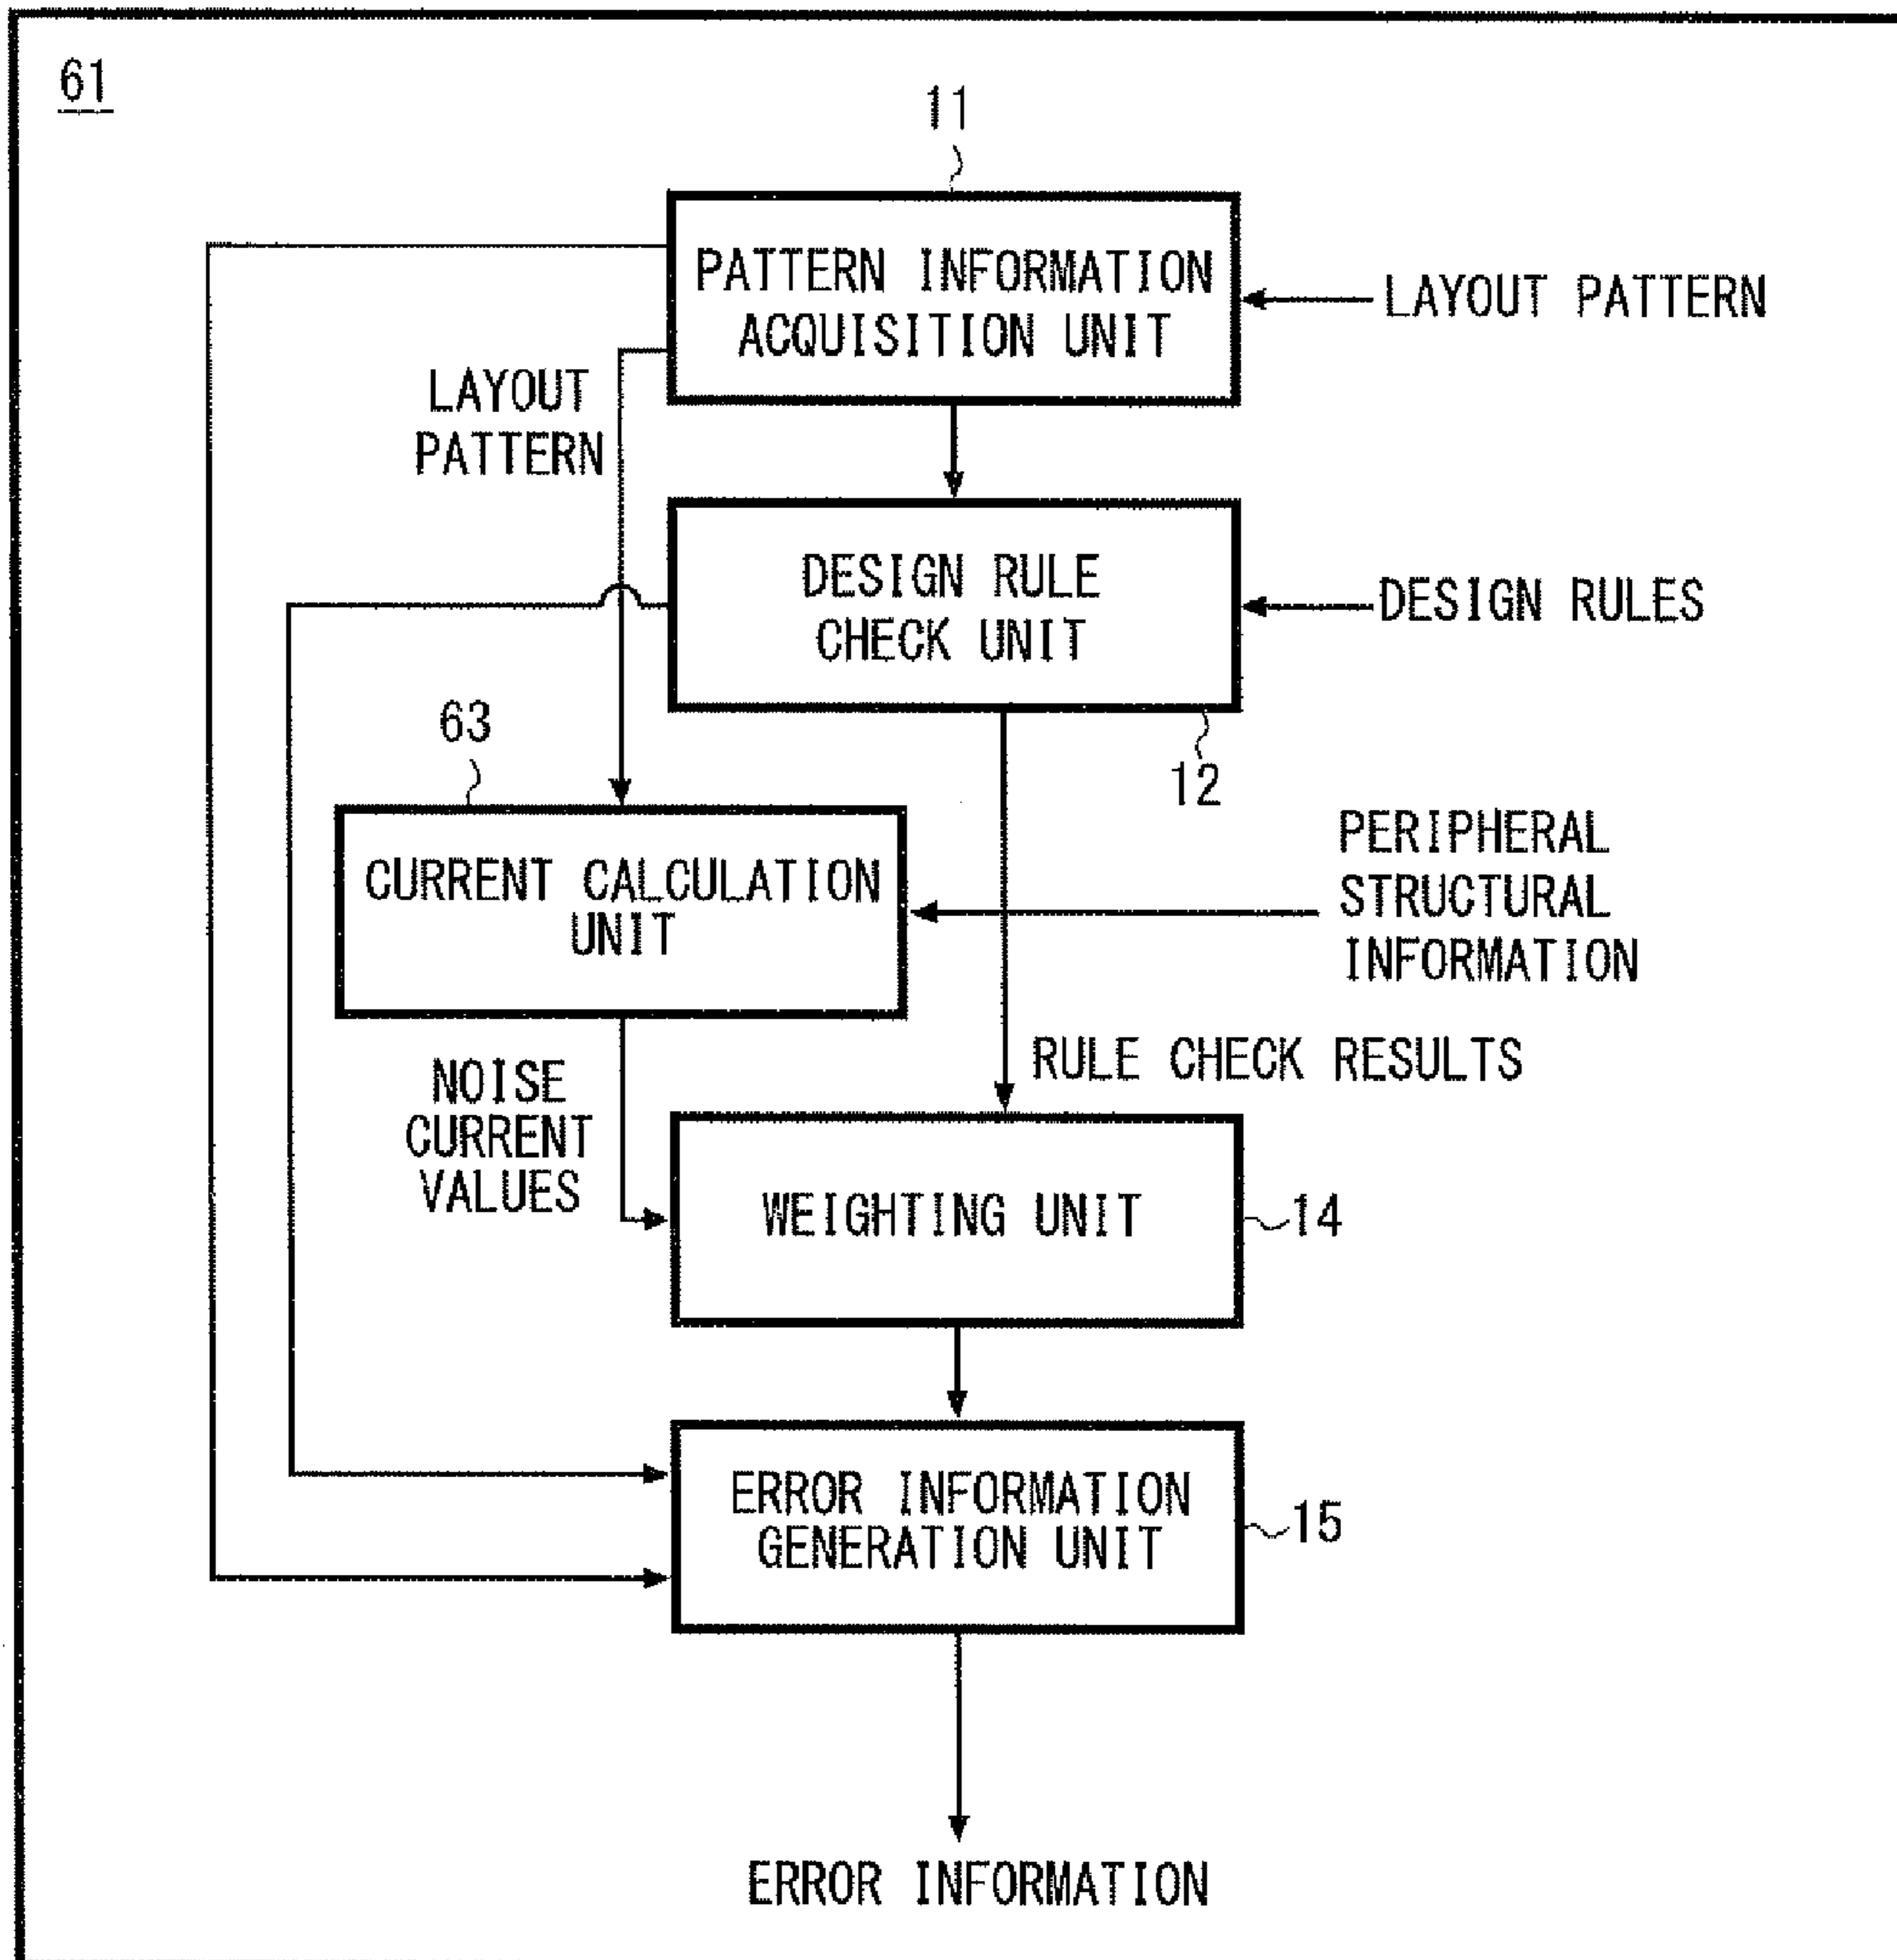 61
11
PATTERN INFORMATION
ACQUISITION UNIT
LAYOUT PATTERN
LAYOUT
PATTERN
DESIGN RULE
CHECK UNIT
DESIGN RULES
12
63
CURRENT CALCULATION
UNIT
PERIPHERAL
STRUCTURAL
INFORMATION
RULE CHECK RESULTS
NOISE
CURRENT
VALUES
WEIGHTING UNIT
14
ERROR INFORMATION
GENERATION UNIT
15
ERROR INFORMATION